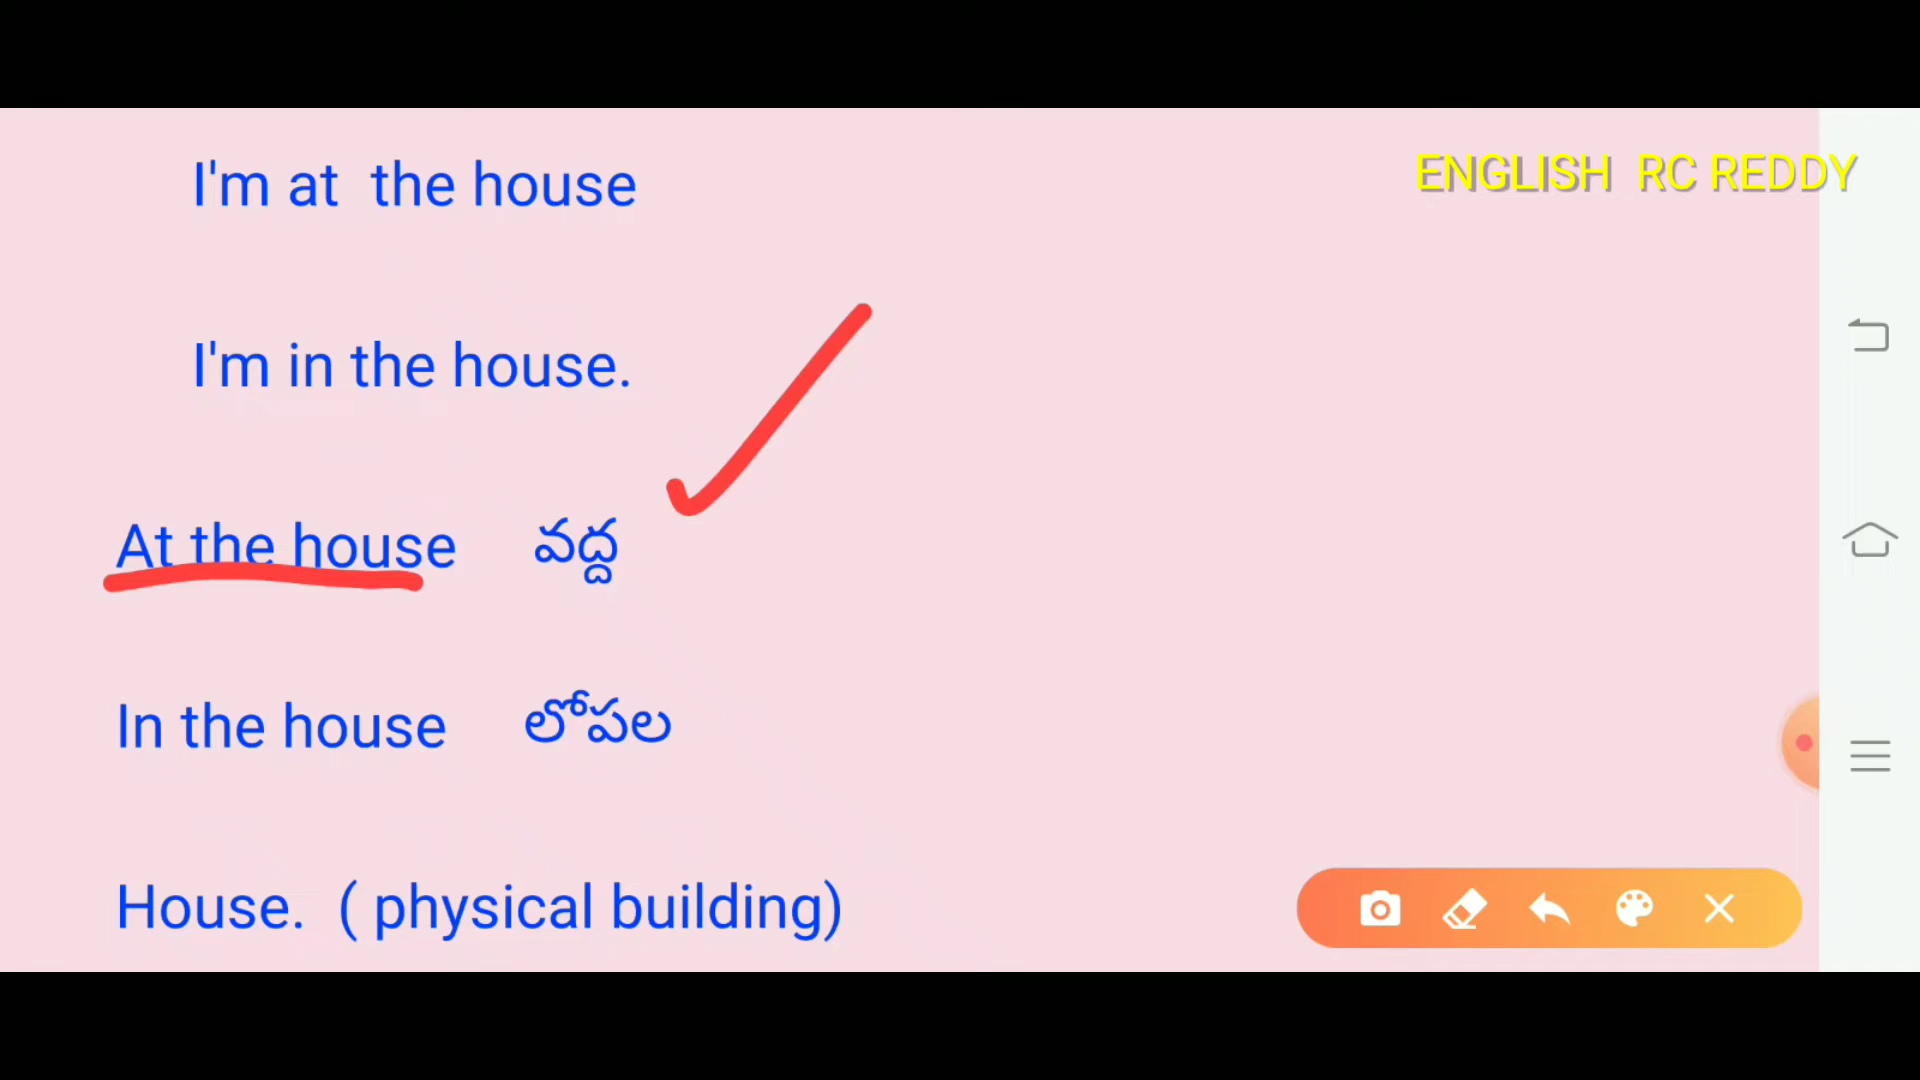 I'm at the house
ENGLISH RC REDDY
I'm in the house.
At the house వద్ద
In the house లోపల
House. ( physical building)